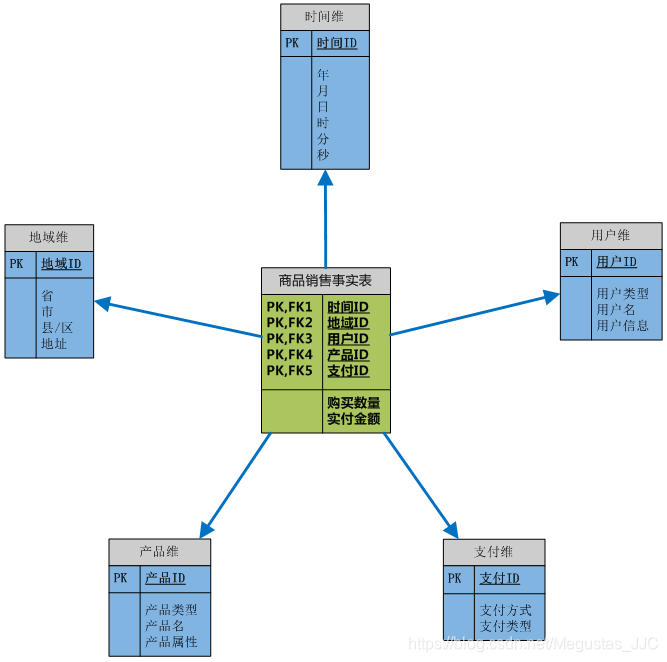 时间维
PK 时间ID
年
月
日
时
分
秒
地域维
PK 地域ID
省
市
县/区
地址
用户维
PK 用户ID
用户类型
用户名
用户信息
商品销售事实表
PK,FK1 时间ID
PK,FK2 地域ID
PK,FK3 用户ID
PK,FK4 产品ID
PK,FK5 支付ID
购买数量
实付金额
产品维
PK 产品ID
产品类型
产品名
产品属性
支付维
PK 支付ID
支付方式
支付类型
https://blog.csdn.net/Megustas_JJC